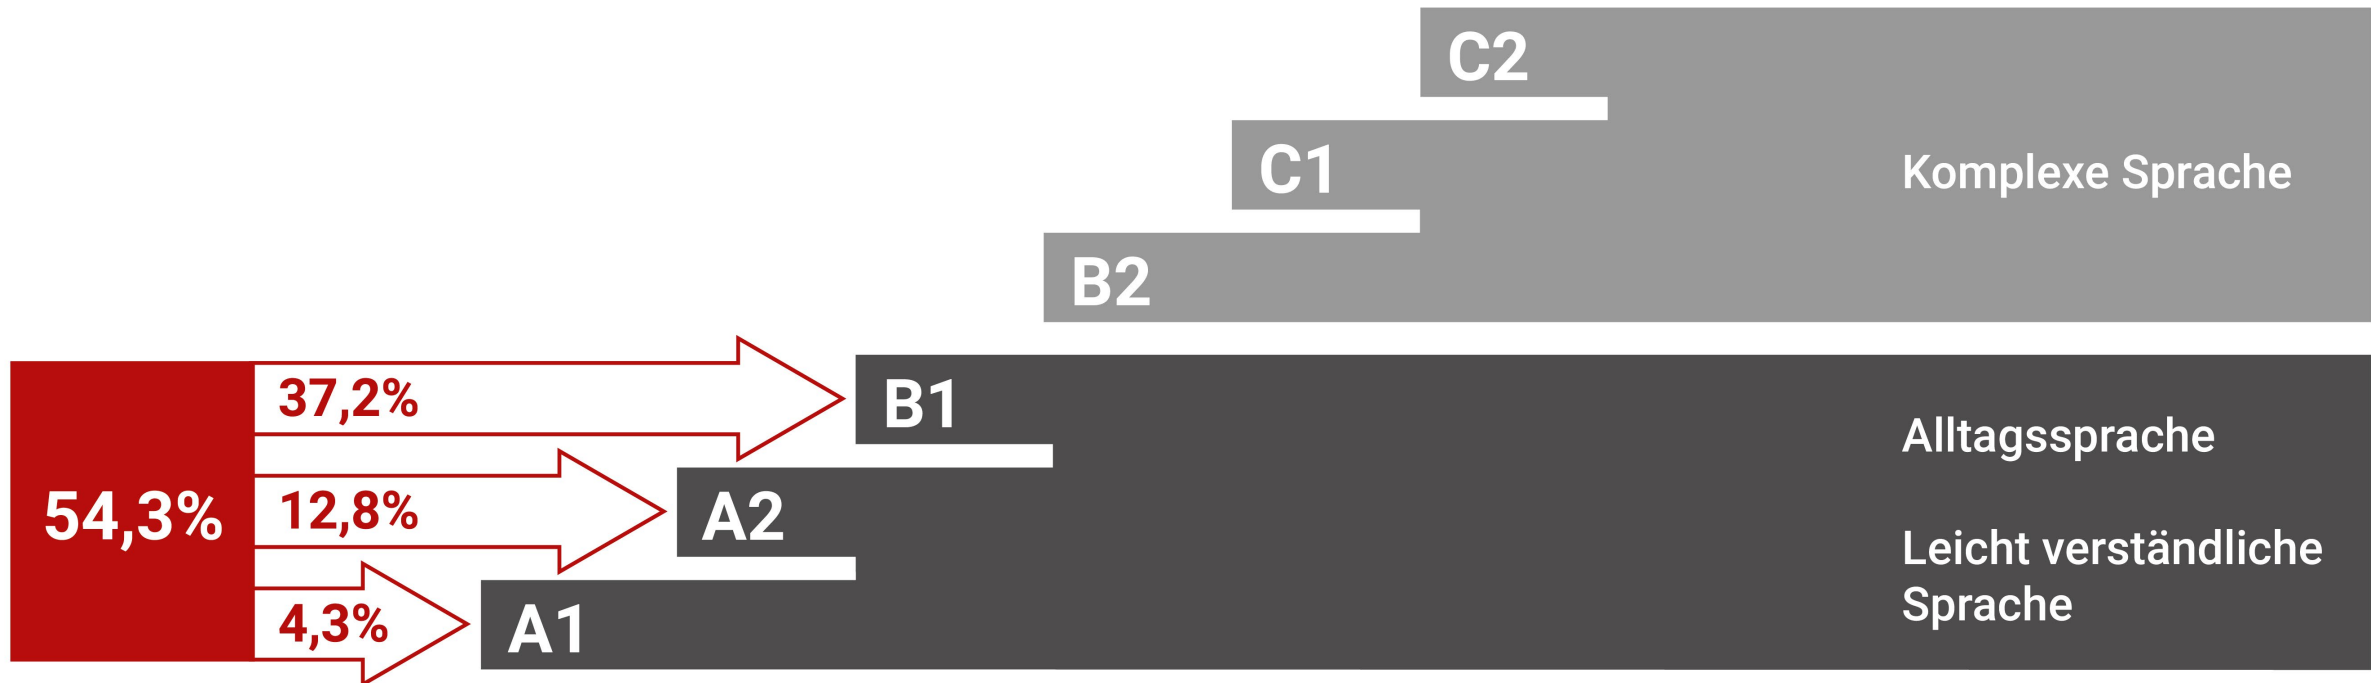 C2
C1
Komplexe Sprache
B2
37,2%
B1
Alltagssprache
54,3%
12,8%
A2
Leicht verständliche
Sprache
4,3%
A1